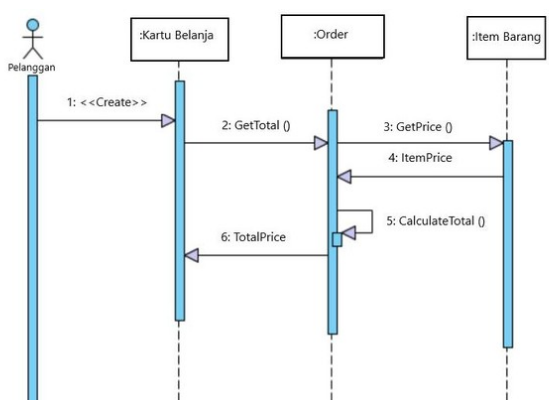 :Kartu Belanja
:Order
:Item Barang
Pelanggan
1: <<Create>>
2: GetTotal ()
3: GetPrice ()
4: ItemPrice
5: CalculateTotal ()
6: TotalPrice